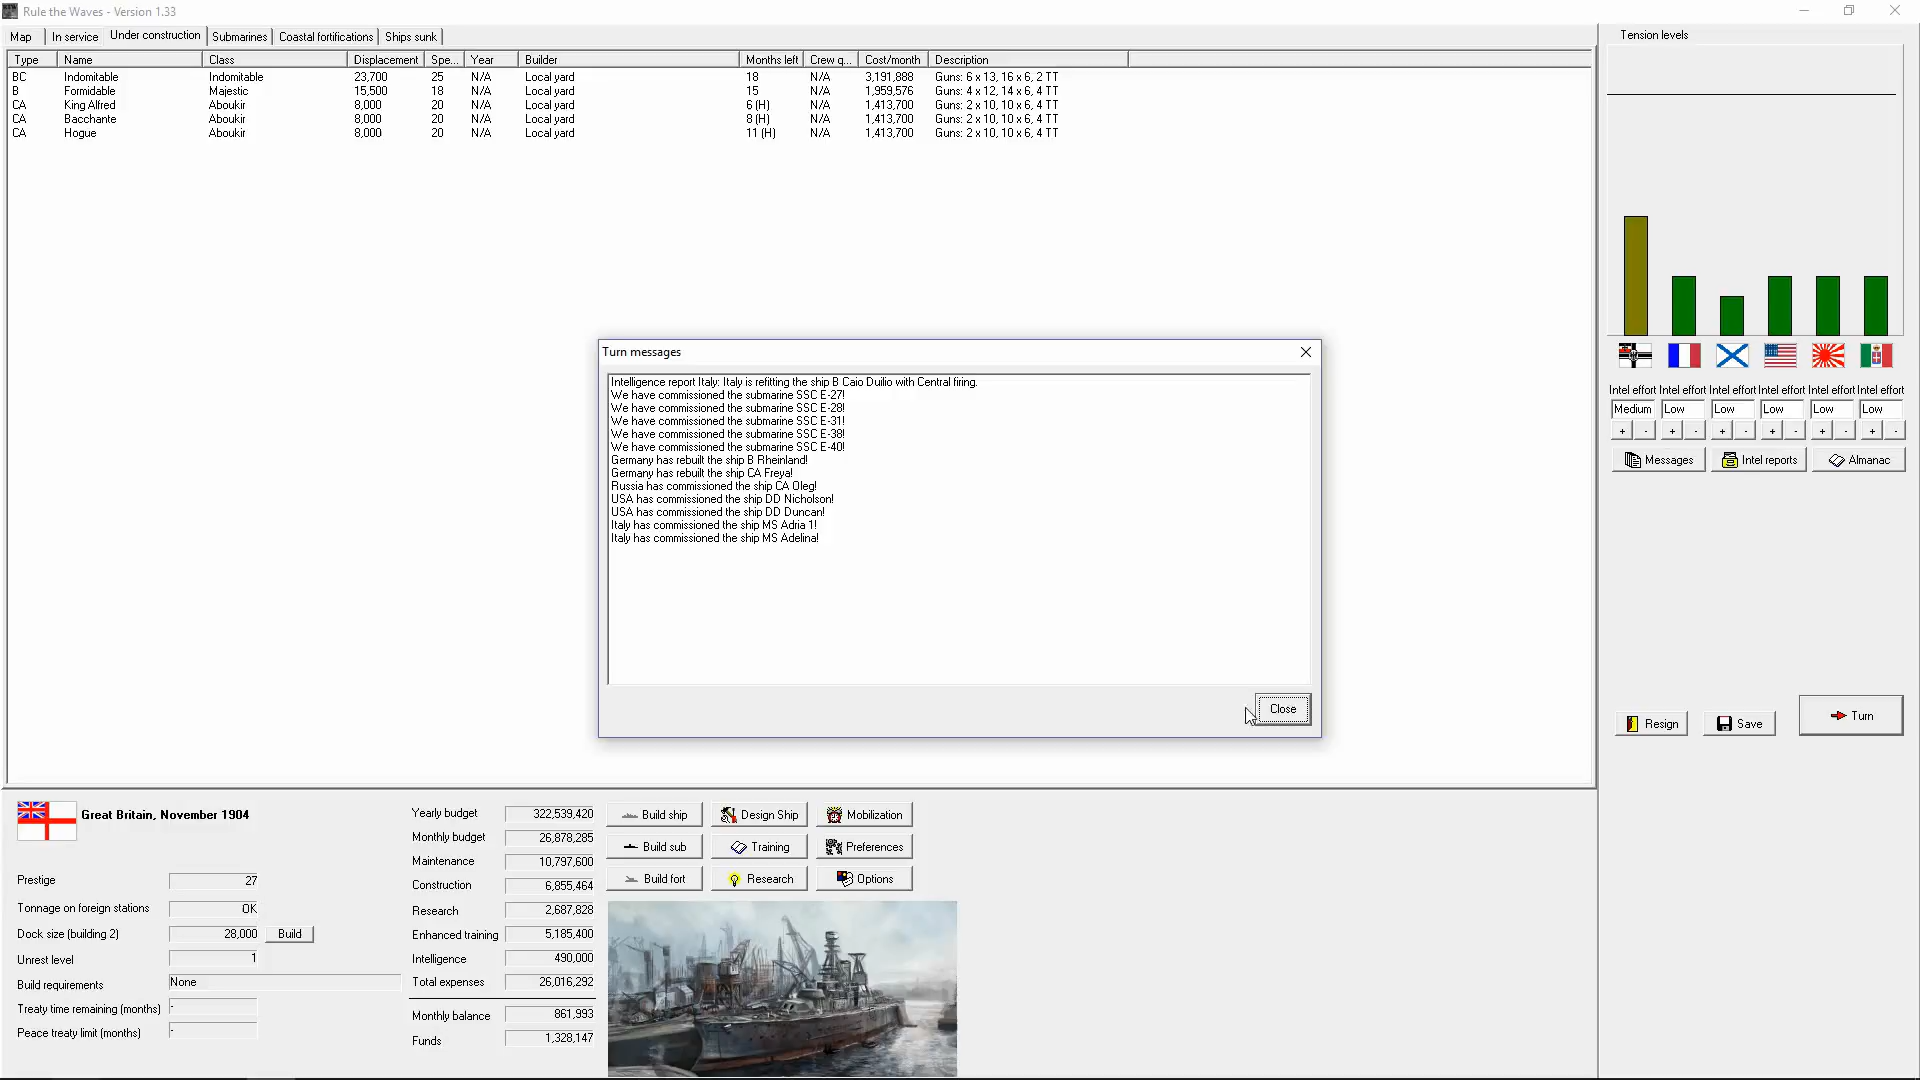 Rule the Waves - Version 1.33
Map In service Under construction Submarines Coastal fortifications Ships sunk
Type Name Class Displacement Spe... Year Builder Months left Crew q... Cost/month Description
BC Indomitable Indomitable 23,700 25 N/A Local yard 18 N/A 3,191,888 Guns: 6 x 13, 16 x 6, 2 TT
B Formidable Majestic 15,500 18 N/A Local yard 15 N/A 1,959,576 Guns: 4 x 12, 14 x 6, 4 TT
CA King Alfred Aboukir 8,000 20 N/A Local yard 6 (H) N/A 1,413,700 Guns: 2 x 10, 10 x 6, 4 TT
CA Bacchante Aboukir 8,000 20 N/A Local yard 8 (H) N/A 1,413,700 Guns: 2 x 10, 10 x 6, 4 TT
CA Hogue Aboukir 8,000 20 N/A Local yard 11 (H) N/A 1,413,700 Guns: 2 x 10, 10 x 6, 4 TT
Turn messages
Intelligence report Italy: Italy is refitting the ship B Caio Duilio with Central firing.
We have commissioned the submarine SSC E-27!
We have commissioned the submarine SSC E-28!
We have commissioned the submarine SSC E-31!
We have commissioned the submarine SSC E-38!
We have commissioned the submarine SSC E-40!
Germany has rebuilt the ship B Rheinland!
Germany has rebuilt the ship CA Freya!
Russia has commissioned the ship CA Oleg!
USA has commissioned the ship DD Nicholson!
USA has commissioned the ship DD Duncan!
Italy has commissioned the ship MS Adria 1!
Italy has commissioned the ship MS Adelina!
Close
Tension levels
Intel effort Intel effort Intel effort Intel effort Intel effort Intel effort
Medium Low Low Low Low Low
+ - + - + - + - + - + -
Messages Intel reports Almanac
Resign Save Turn
Great Britain, November 1904
Prestige 27
Tonnage on foreign stations OK
Dock size (building 2) 28,000 Build
Unrest level 1
Build requirements None
Treaty time remaining (months) -
Peace treaty limit (months) -
Yearly budget 322,539,420
Monthly budget 26,878,285
Maintenance 10,797,600
Construction 6,855,464
Research 2,687,828
Enhanced training 5,185,400
Intelligence 490,000
Total expenses 26,016,292
Monthly balance 861,993
Funds 1,328,147
Build ship Design Ship Mobilization
Build sub Training Preferences
Build fort Research Options